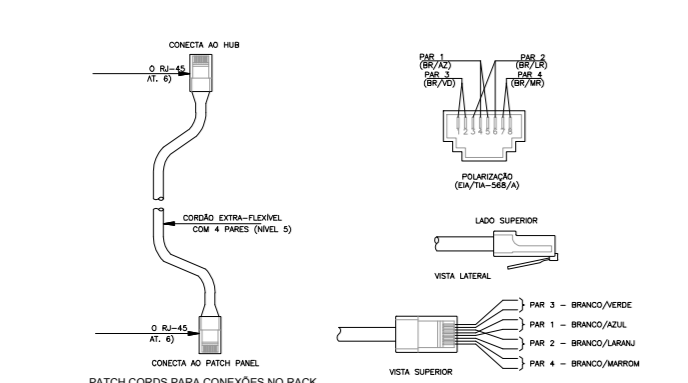 CONECTA AO HUB
O RJ-45
AT. 6)
CORDÃO EXTRA-FLEXÍVEL
COM 4 PARES (NÍVEL 5)
O RJ-45
AT. 6)
CONECTA AO PATCH PANEL
PATCH CORDS PARA CONEXÕES NO RACK
PAR 1
(BR/AZ)
PAR 2
(BR/LR)
PAR 3
(BR/VD)
PAR 4
(BR/MR)
1 2 3 4 5 6 7 8
POLARIZAÇÃO
(EIA/TIA-568/A)
LADO SUPERIOR
VISTA LATERAL
PAR 3 - BRANCO/VERDE
PAR 1 - BRANCO/AZUL
PAR 2 - BRANCO/LARANJ
PAR 4 - BRANCO/MARROM
VISTA SUPERIOR